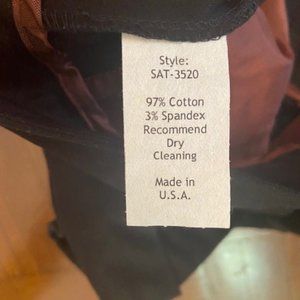 Style:
SAT-3520
97% Cotton
3% Spandex
Recommend
Dry
Cleaning
Made in
U.S.A.